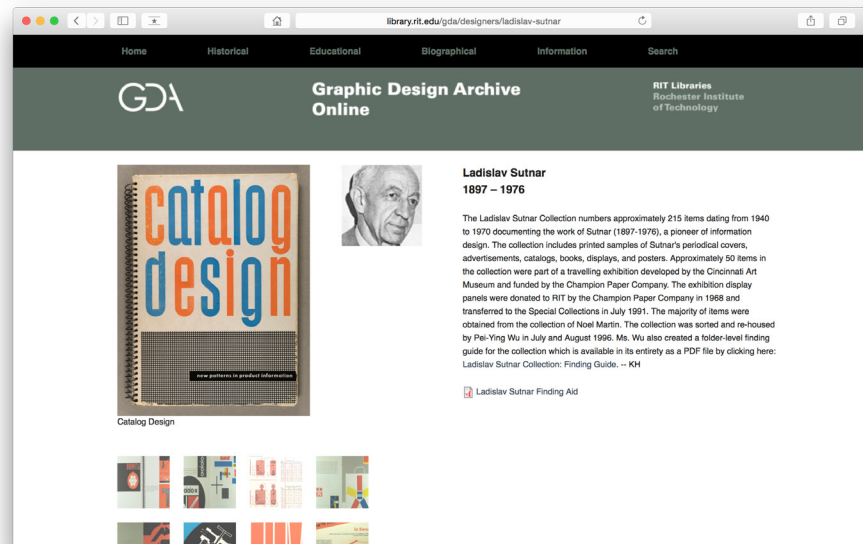 library.rit.edu/gda/designers/ladislav-sutnar
Home Historical Educational Biographical Information Search
GDA
Graphic Design Archive
Online
RIT Libraries
Rochester Institute
of Technology
catalog
design
new patterns in product information
Catalog Design
Ladislav Sutnar
1897 – 1976
The Ladislav Sutnar Collection numbers approximately 215 items dating from 1940
to 1970 documenting the work of Sutnar (1897-1976), a pioneer of information
design. The collection includes printed samples of Sutnar's periodical covers,
advertisements, catalogs, books, displays, and posters. Approximately 50 items in
the collection were part of a travelling exhibition developed by the Cincinnati Art
Museum and funded by the Champion Paper Company. The exhibition display
panels were donated to RIT by the Champion Paper Company in 1968 and
transferred to the Special Collections in July 1991. The majority of items were
obtained from the collection of Noel Martin. The collection was sorted and re-housed
by Pei-Ying Wu in July and August 1996. Ms. Wu also created a folder-level finding
guide for the collection which is available in its entirety as a PDF file by clicking here:
Ladislav Sutnar Collection: Finding Guide. -- KH
Ladislav Sutnar Finding Aid